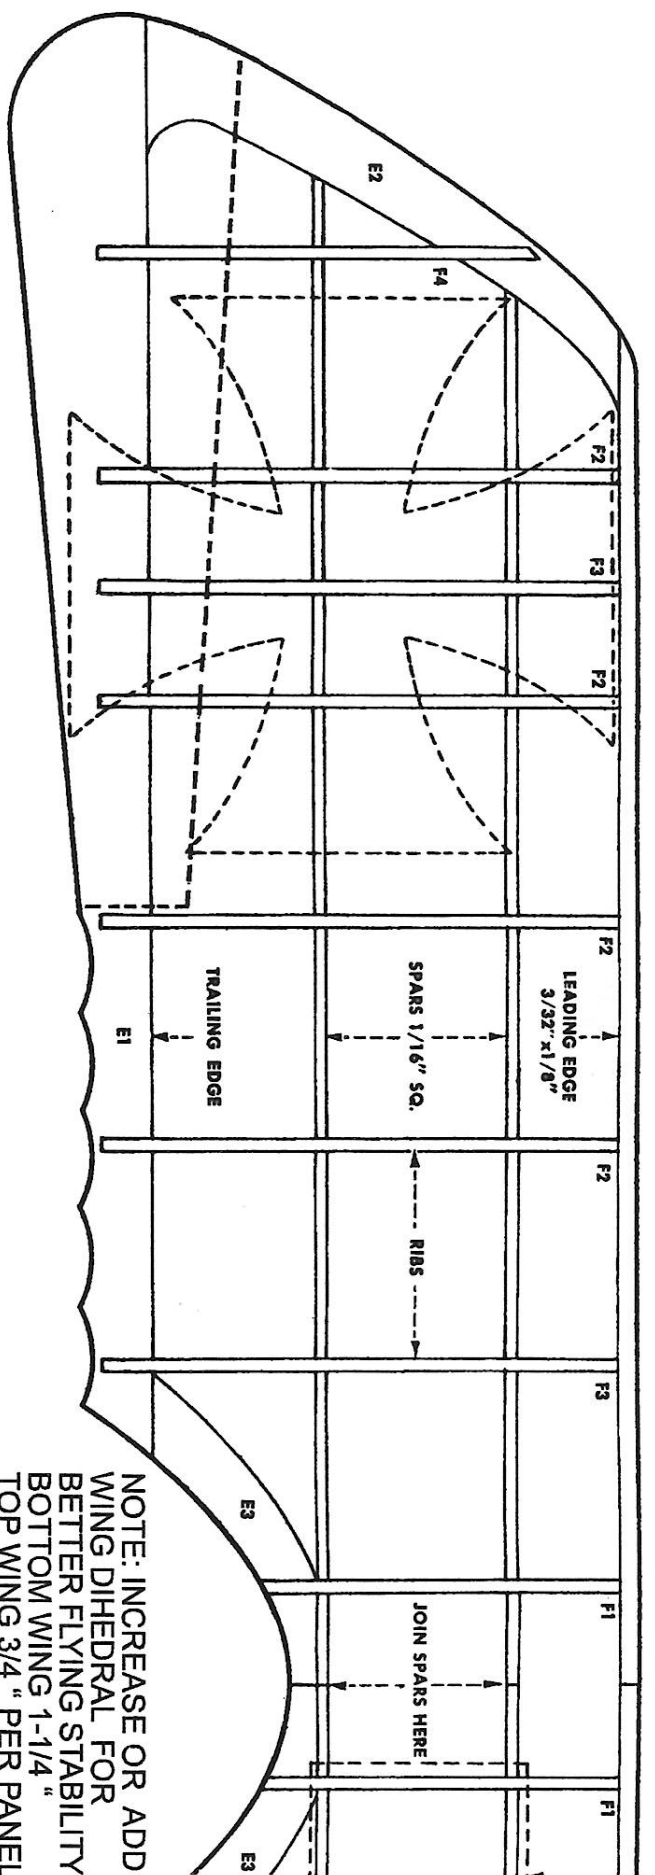 E2
F4
F2
F3
F2
F2
LEADING EDGE
3/32" x1/8"
SPARS 1/16" SQ.
TRAILING EDGE
E1
F2
RIBS
F3
E3
F1
JOIN SPARS HERE
F1
E3
NOTE: INCREASE OR ADD
WING DIHEDRAL FOR
BETTER FLYING STABILITY
BOTTOM WING 1-1/4 "
TOP WING 3/4 " PER PANEL